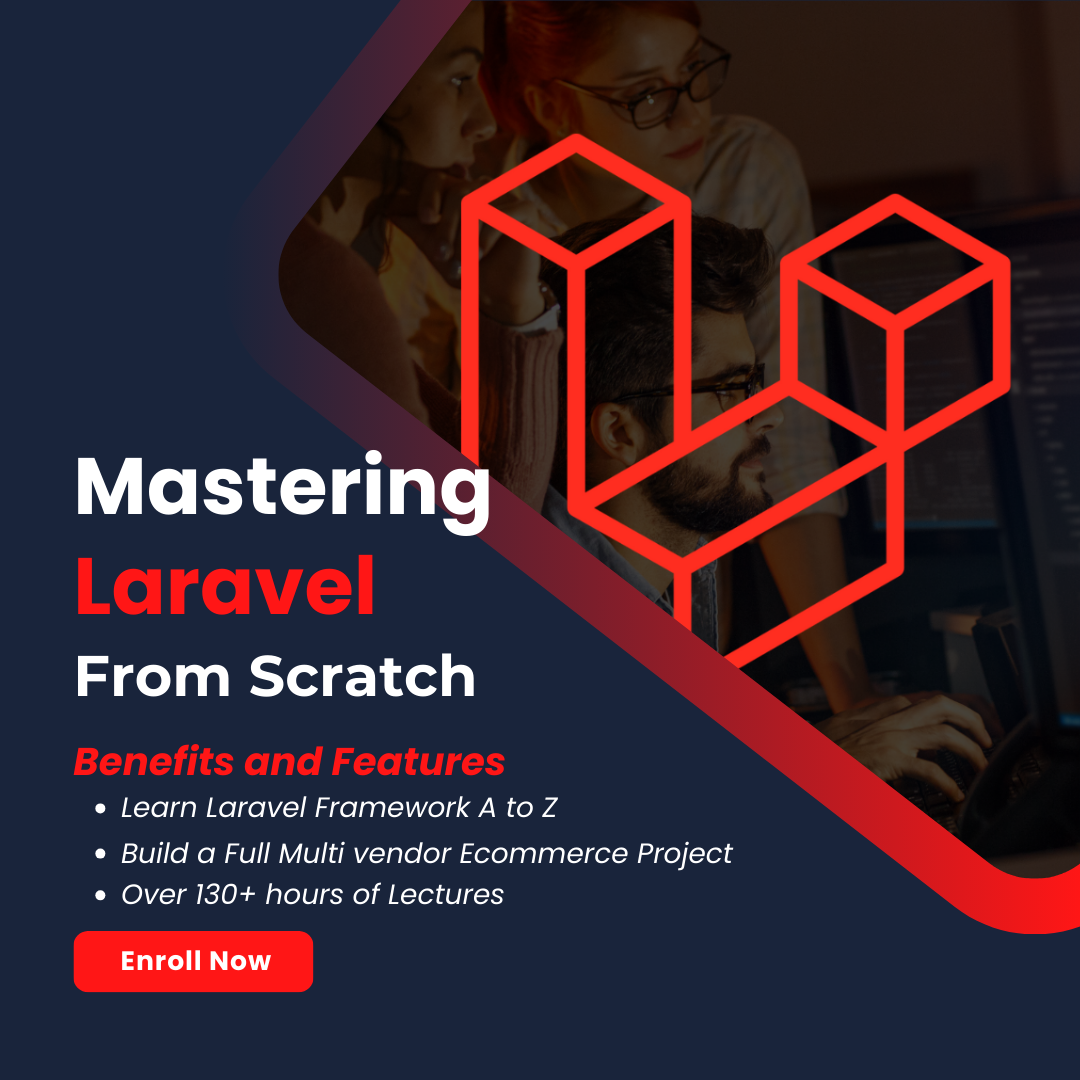 Mastering
Laravel
From Scratch
Benefits and Features
• Learn Laravel Framework A to Z
• Build a Full Multi vendor Ecommerce Project
• Over 130+ hours of Lectures
Enroll Now